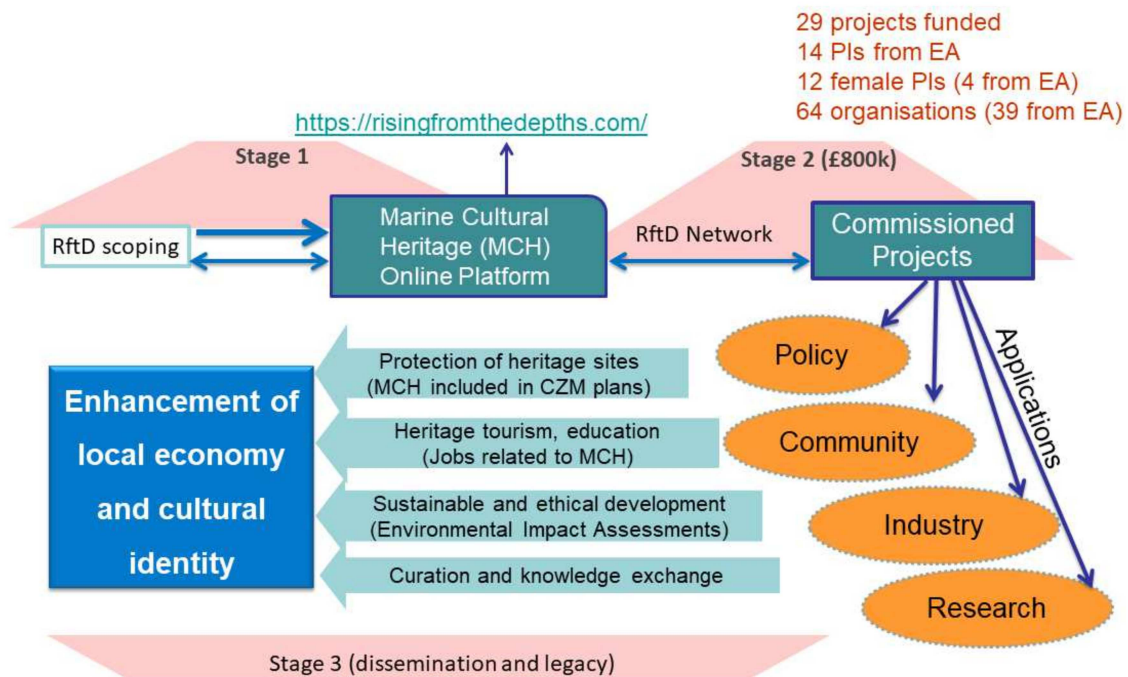 29 projects funded
14 PIs from EA
12 female PIs (4 from EA)
64 organisations (39 from EA)
https://risingfromthedepths.com/
Stage 1
Stage 2 (£800k)
RftD scoping
Marine Cultural
Heritage (MCH)
Online Platform
RftD Network
Commissioned
Projects
Applications
Policy
Community
Industry
Research
Protection of heritage sites
(MCH included in CZM plans)
Heritage tourism, education
(Jobs related to MCH)
Sustainable and ethical development
(Environmental Impact Assessments)
Curation and knowledge exchange
Enhancement of
local economy
and cultural
identity
Stage 3 (dissemination and legacy)